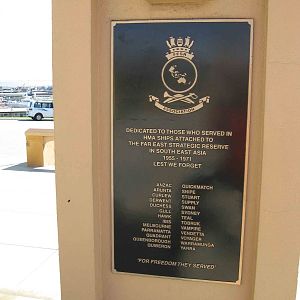 ASSOCIATION
DEDICATED TO THOSE WHO SERVED IN
HMA SHIPS ATTACHED TO
THE FAR EAST STRATEGIC RESERVE
IN SOUTH EAST ASIA
1955 - 1971
LEST WE FORGET
ANZAC QUICKMATCH
ARUNTA SHIPE
CURLEW STUART
DERWENT SUPPLY
DUCHESS SWAN
GULL SYDNEY
HAWK TEAL
IBIS TOBRUK
MELBOURNE VAMPIRE
PARRAMATTA VENDETTA
QUADRANT VOYAGER
QUEENBOROUGH WARRAMUNGA
QUIBERON YARRA
'FOR FREEDOM THEY SERVED'